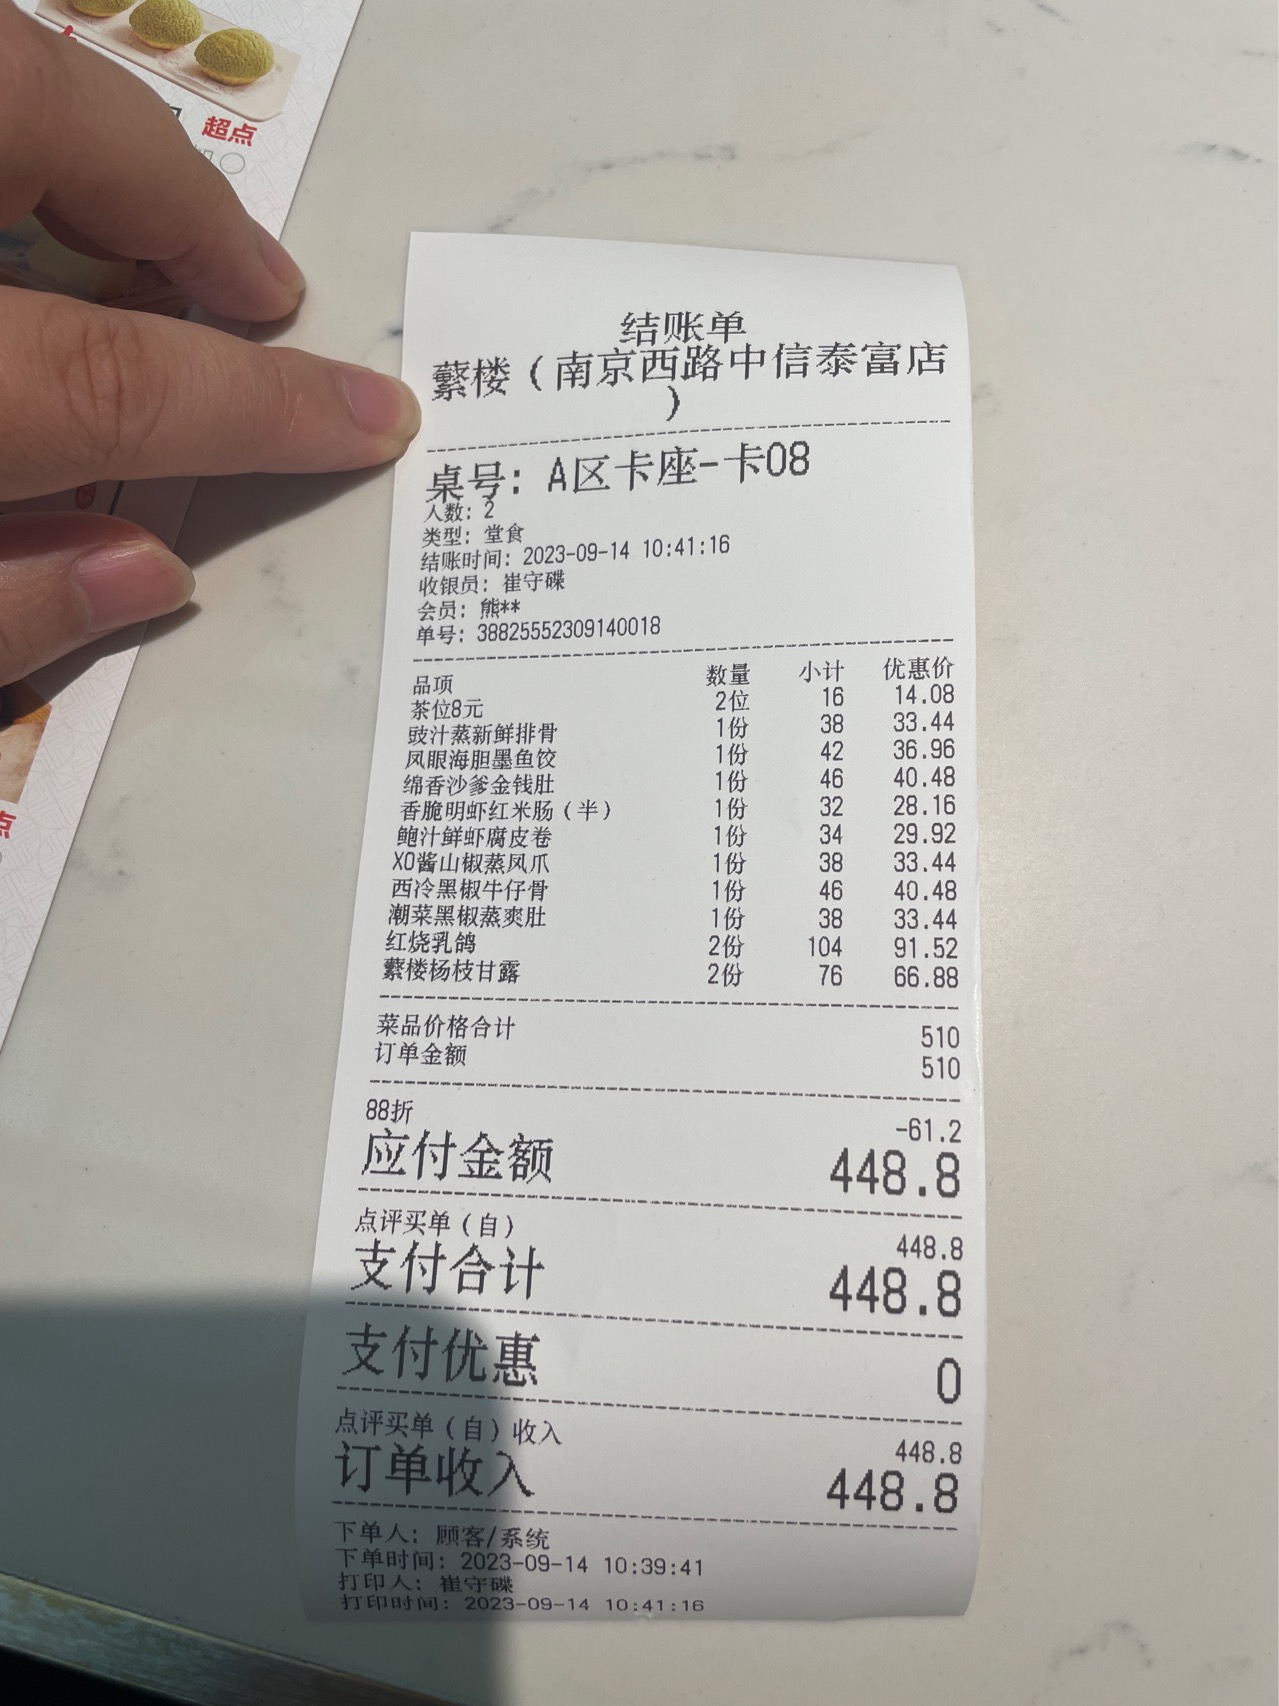 超点
结账单
蘩楼（南京西路中信泰富店
）
桌号：A区卡座-卡08
人数：2
类型：堂食
结账时间：2023-09-14 10:41:16
收银员：崔守碟
会员：熊**
单号：38825552309140018
品项 数量 小计 优惠价
茶位8元 2位 16 14.08
豉汁蒸新鲜排骨 1份 38 33.44
凤眼海胆墨鱼饺 1份 42 36.96
绵香沙爹金钱肚 1份 46 40.48
香脆明虾红米肠（半） 1份 32 28.16
鲍汁鲜虾腐皮卷 1份 34 29.92
XO酱山椒蒸凤爪 1份 38 33.44
西冷黑椒牛仔骨 1份 46 40.48
潮菜黑椒蒸爽肚 1份 38 33.44
红烧乳鸽 2份 104 91.52
蘩楼杨枝甘露 2份 76 66.88
菜品价格合计 510
订单金额 510
88折 -61.2
应付金额 448.8
点评买单（自） 448.8
支付合计 448.8
支付优惠 0
点评买单（自）收入 448.8
订单收入 448.8
下单人：顾客/系统
下单时间：2023-09-14 10:39:41
打印人：崔守碟
打印时间：2023-09-14 10:41:16
点